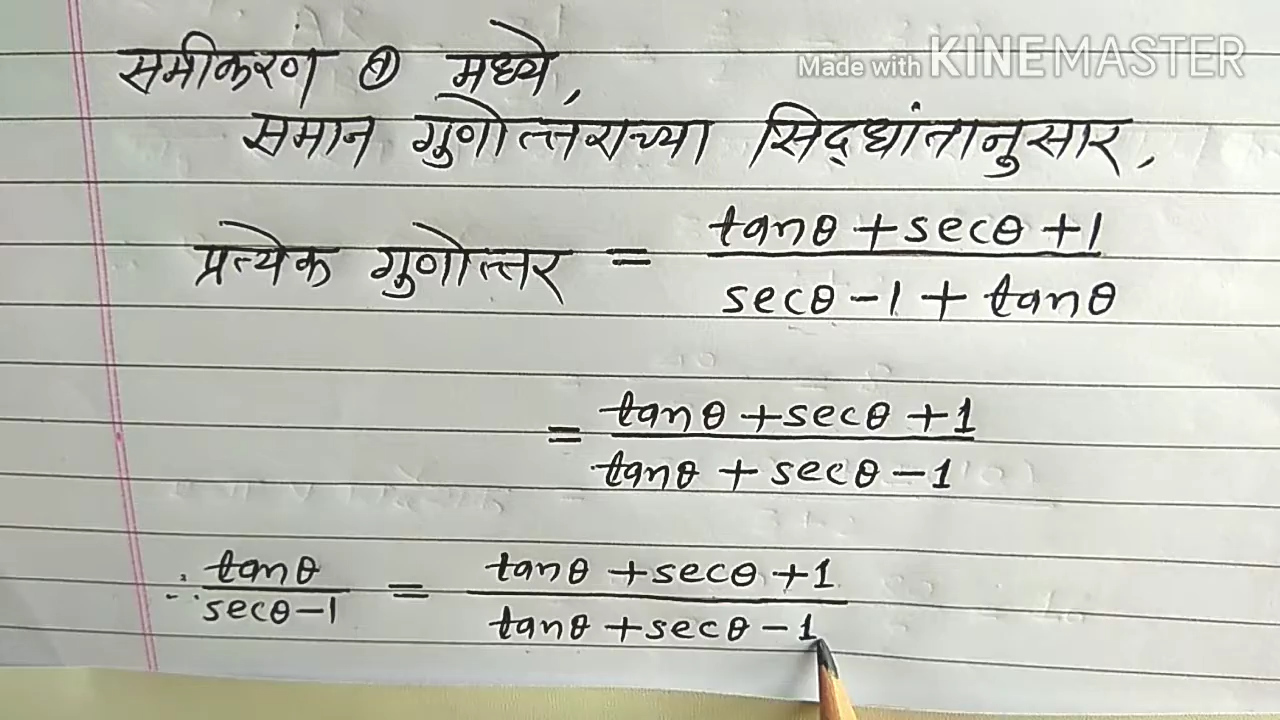 Made with KINEMASTER
समीकरण ① मध्ये,
समान गुणोत्तराच्या सिद्धांतानुसार,
प्रत्येक गुणोत्तर = tanθ + secθ + 1 / secθ - 1 + tanθ
= tanθ + secθ + 1 / tanθ + secθ - 1
∴ tanθ / secθ - 1 = tanθ + secθ + 1 / tanθ + secθ - 1